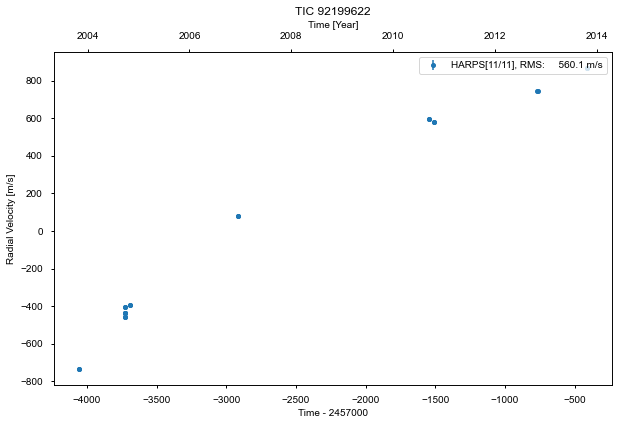 TIC 92199622
Time [Year]
2004 2006 2008 2010 2012 2014
HARPS[11/11], RMS: 560.1 m/s
Radial Velocity [m/s]
800
600
400
200
0
−200
−400
−600
−800
−4000 −3500 −3000 −2500 −2000 −1500 −1000 −500
Time - 2457000